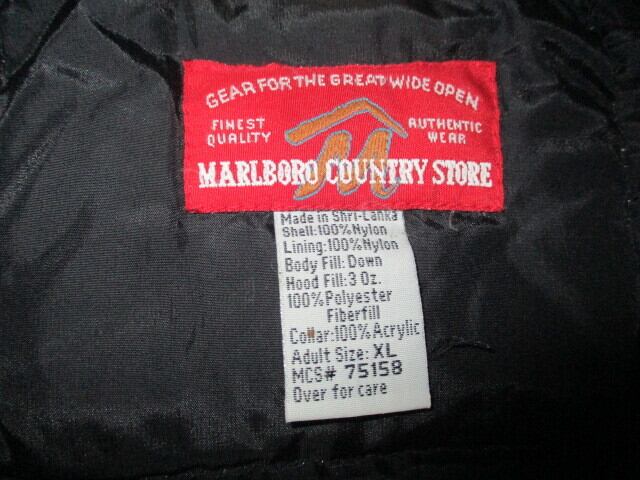 GEAR FOR THE GREAT WIDE OPEN
FINEST QUALITY
AUTHENTIC WEAR
M
MARLBORO COUNTRY STORE
Made in Shri-Lanka
Shell:100%Nylon
Lining:100%Nylon
Body Fill: Down
Hood Fill:3 Oz.
100%Polyester
Fiberfill
Collar:100%Acrylic
Adult Size: XL
MCS# 75158
Over for care